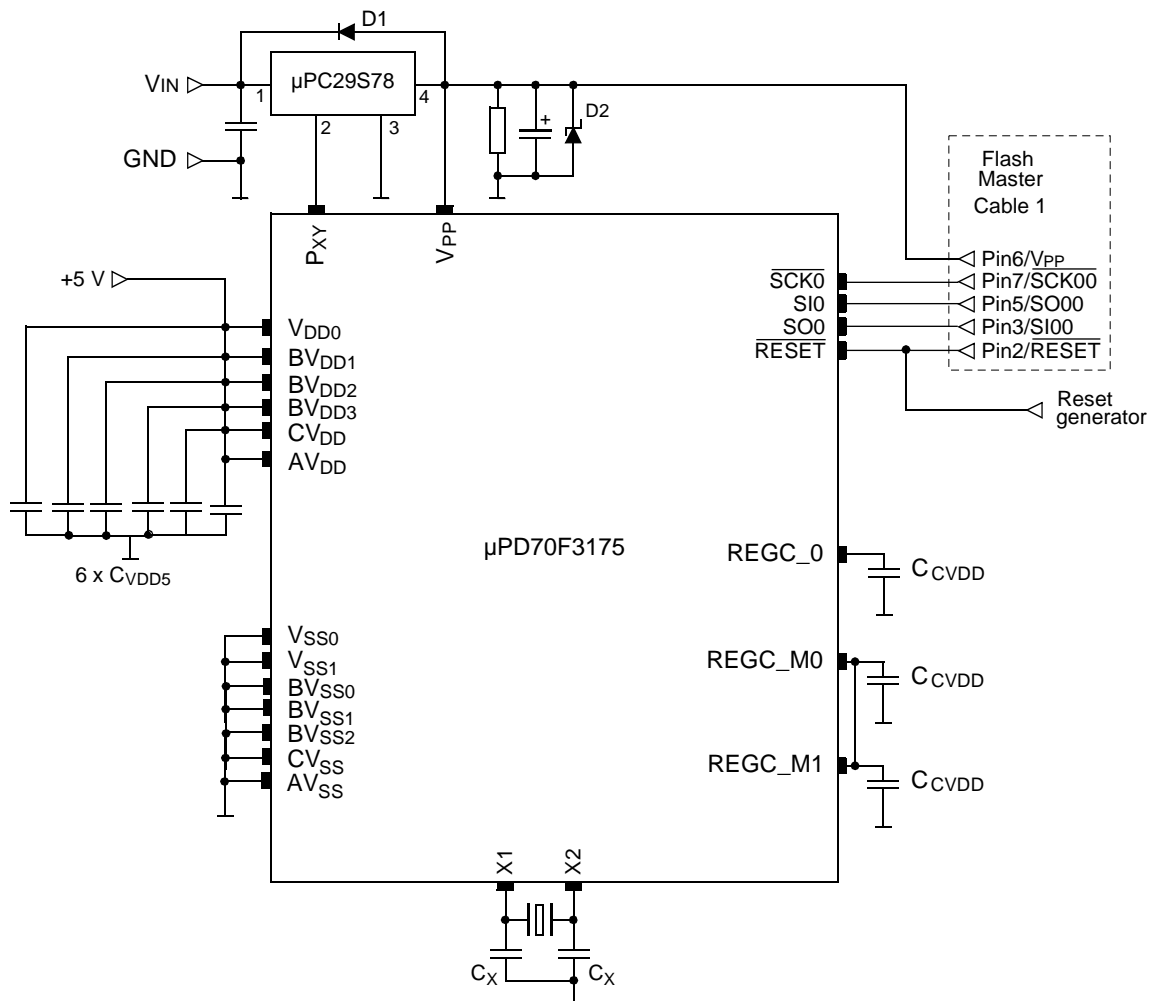 D1
VIN
1
µPC29S78
4
2
3
+
D2
GND
Flash
Master
Cable 1
PXY
VPP
Pin6/VPP
+5 V
SCK0
Pin7/SCK00
SI0
Pin5/SO00
VDD0
SO0
Pin3/SI00
BVDD1
RESET
Pin2/RESET
BVDD2
BVDD3
Reset
generator
CVDD
AVDD
µPD70F3175
REGC_0
CCVDD
6 x CVDD5
VSS0
VSS1
REGC_M0
CCVDD
BVSS0
BVSS1
BVSS2
CVSS
REGC_M1
CCVDD
AVSS
X1
X2
CX
CX